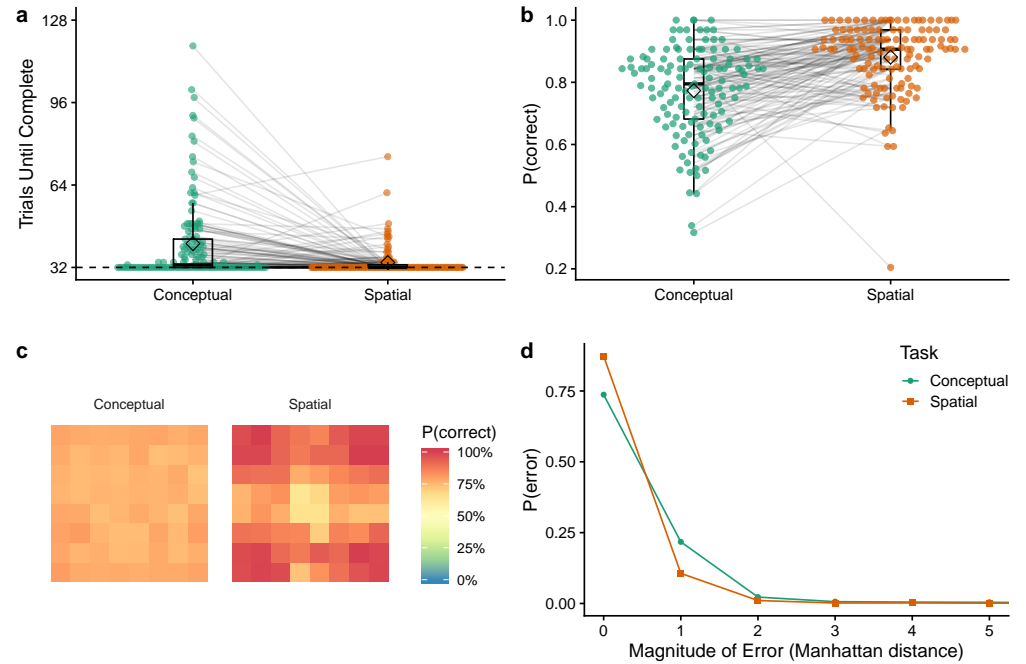 a
128
96
64
32
Trials Until Complete
Conceptual
Spatial
b
1.0
0.8
0.6
0.4
0.2
P(correct)
Conceptual
Spatial
c
Conceptual
Spatial
P(correct)
100%
75%
50%
25%
0%
d
Task
Conceptual
Spatial
0.75
0.50
0.25
0.00
P(error)
0 1 2 3 4 5
Magnitude of Error (Manhattan distance)